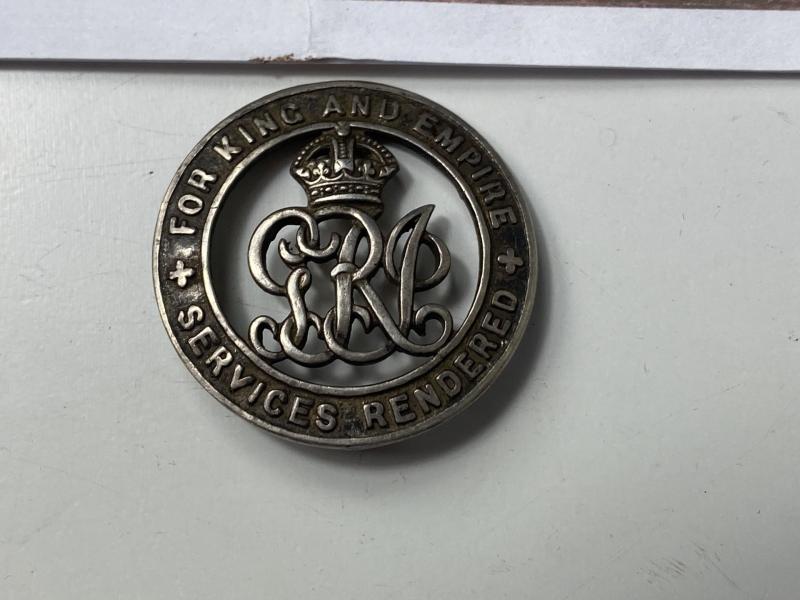 FOR KING AND EMPIRE
SERVICES RENDERED
GRI